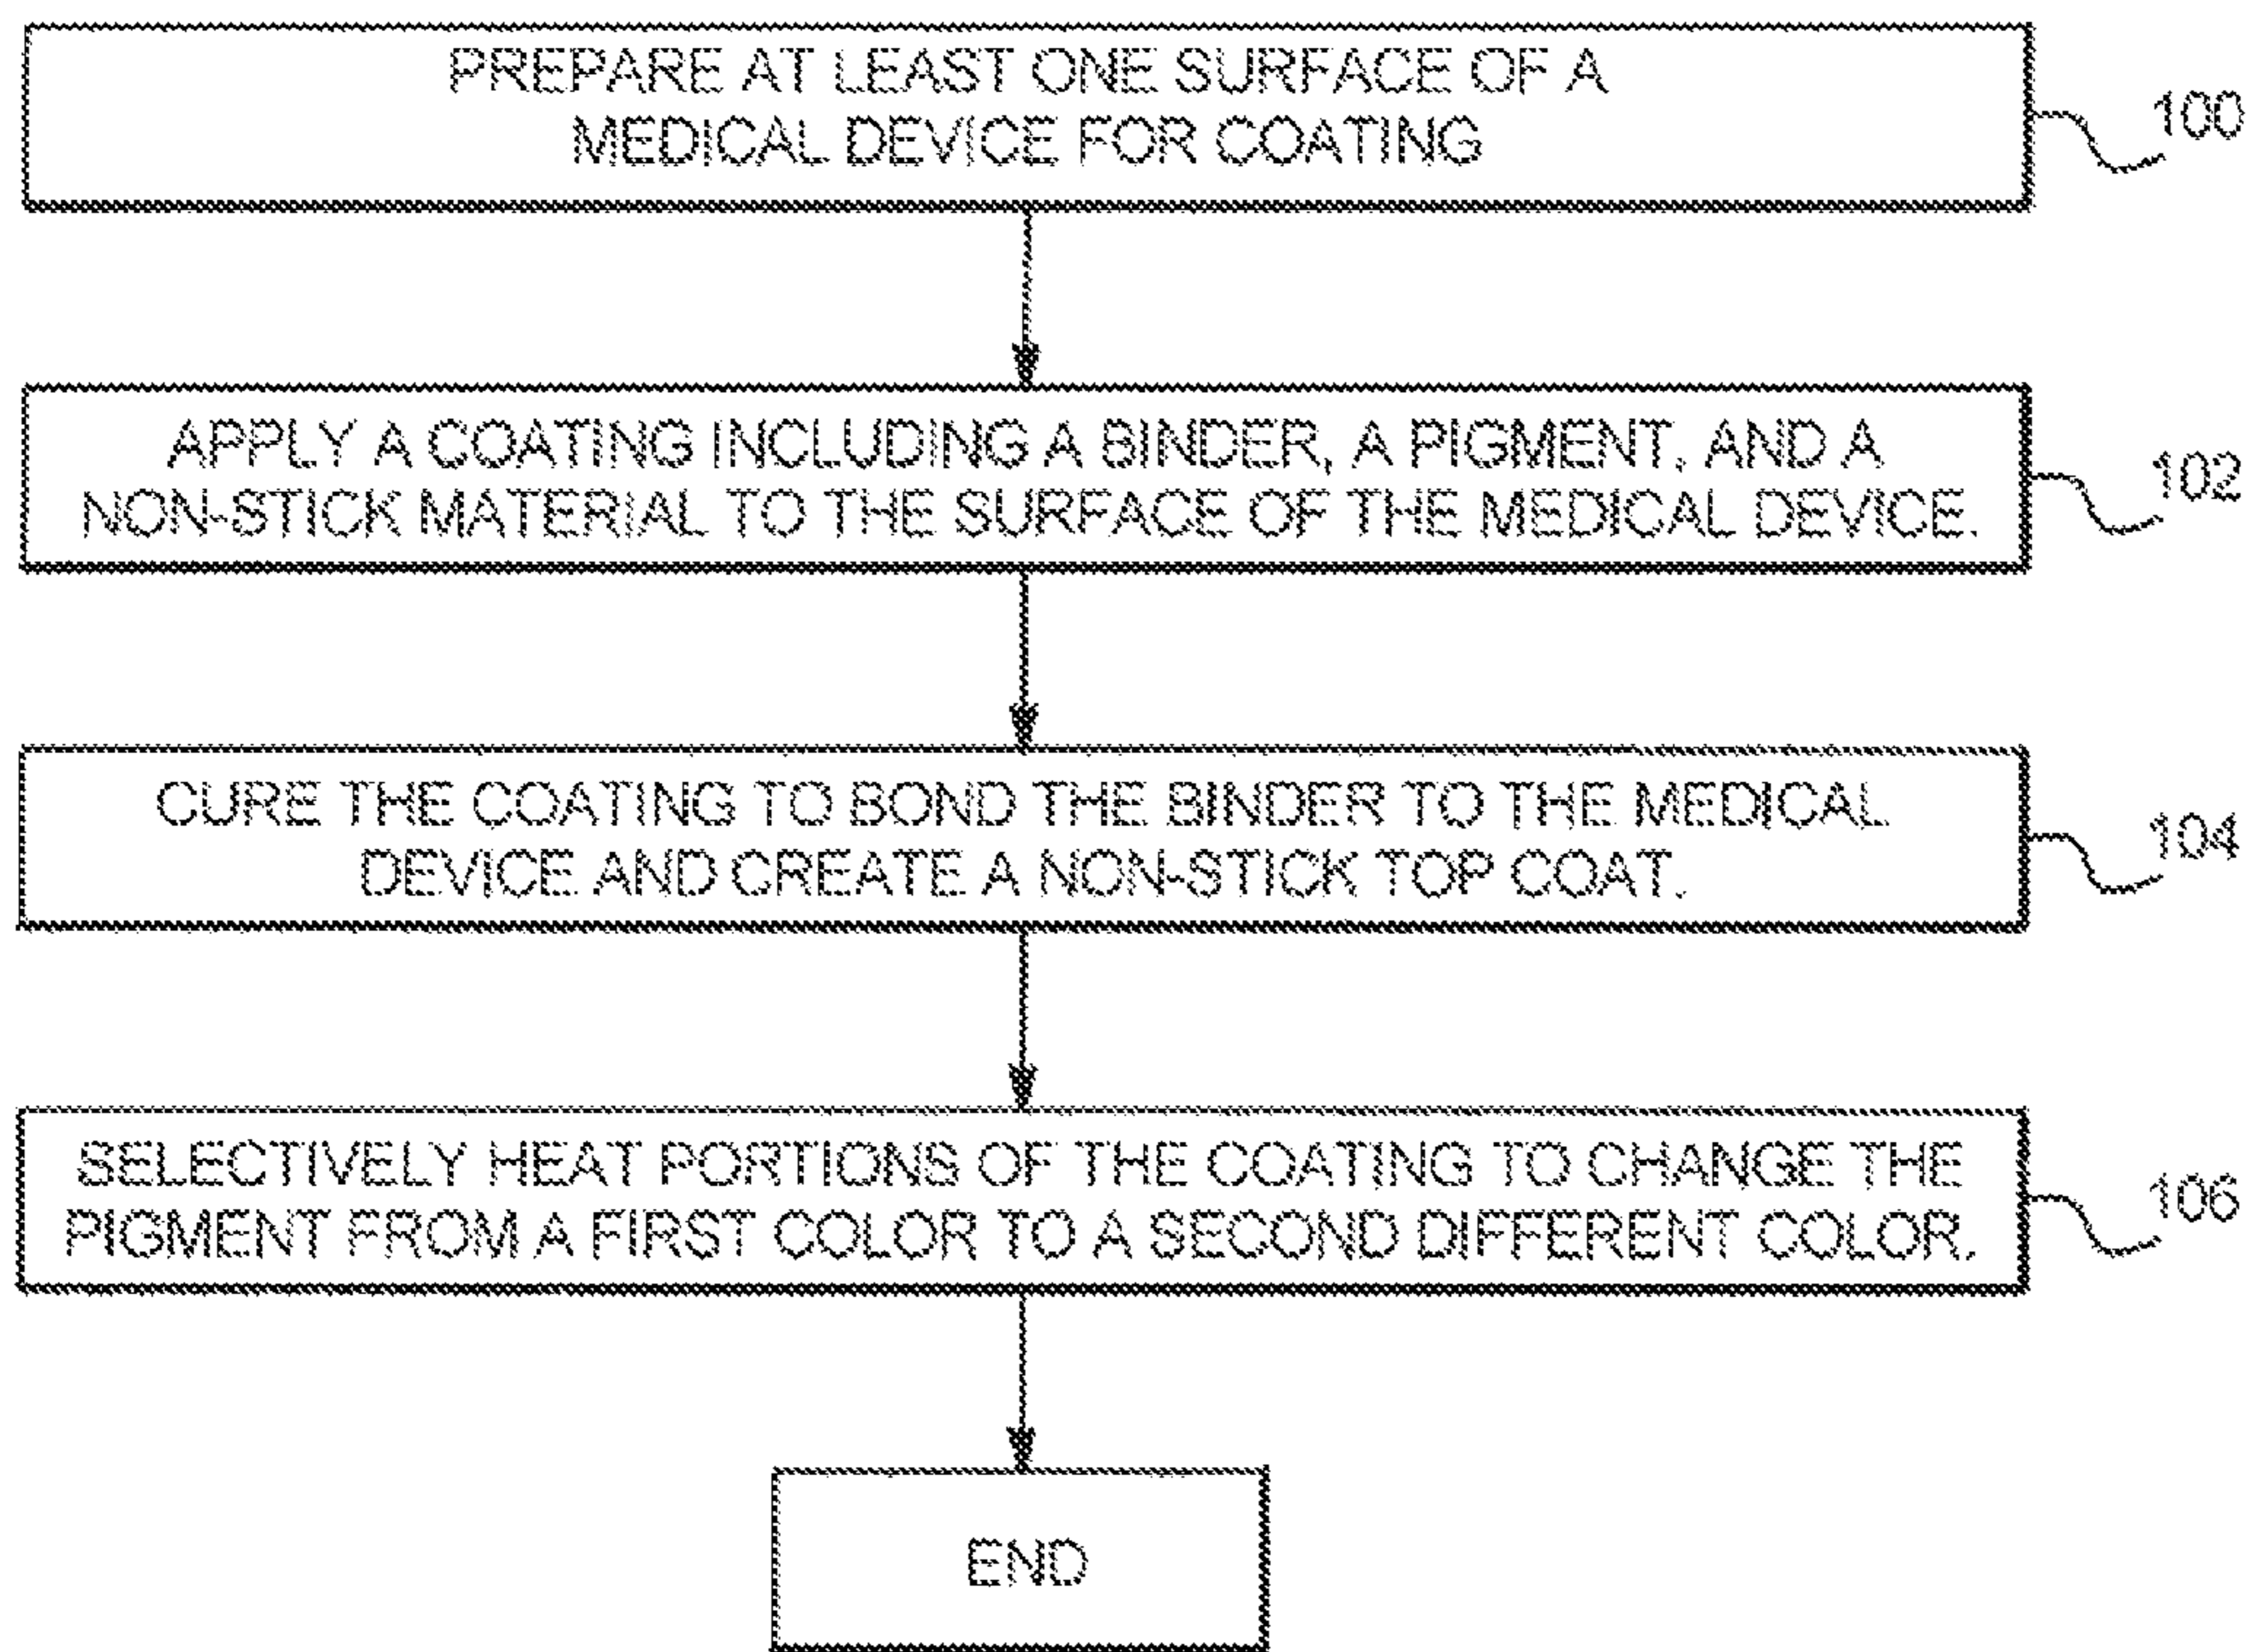 PREPARE AT LEAST ONE SURFACE OF A
MEDICAL DEVICE FOR COATING
100
APPLY A COATING INCLUDING A BINDER, A PIGMENT, AND A
NON-STICK MATERIAL TO THE SURFACE OF THE MEDICAL DEVICE.
102
CURE THE COATING TO BOND THE BINDER TO THE MEDICAL
DEVICE AND CREATE A NON-STICK TOP COAT.
104
SELECTIVELY HEAT PORTIONS OF THE COATING TO CHANGE THE
PIGMENT FROM A FIRST COLOR TO A SECOND DIFFERENT COLOR.
106
END